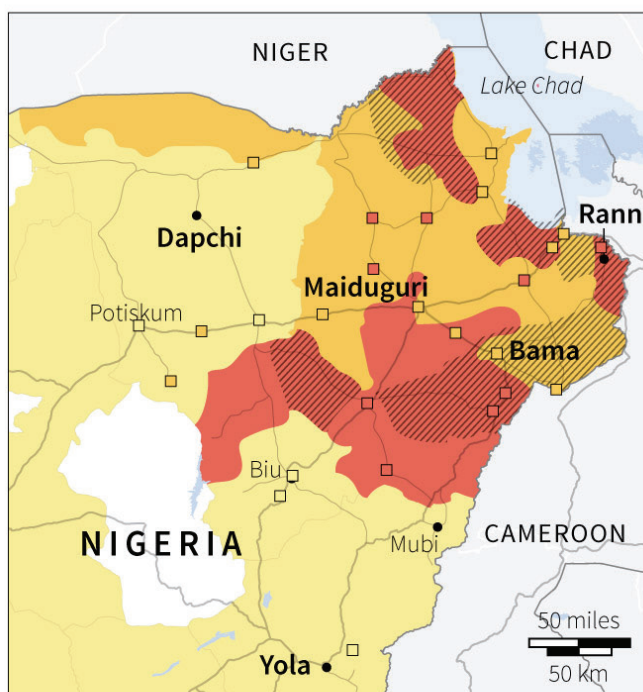 NIGER
CHAD
Lake Chad
Rann
Dapchi
Maiduguri
Potiskum
Bama
Biu
NIGERIA
CAMEROON
Mubi
50 miles
Yola
50 km